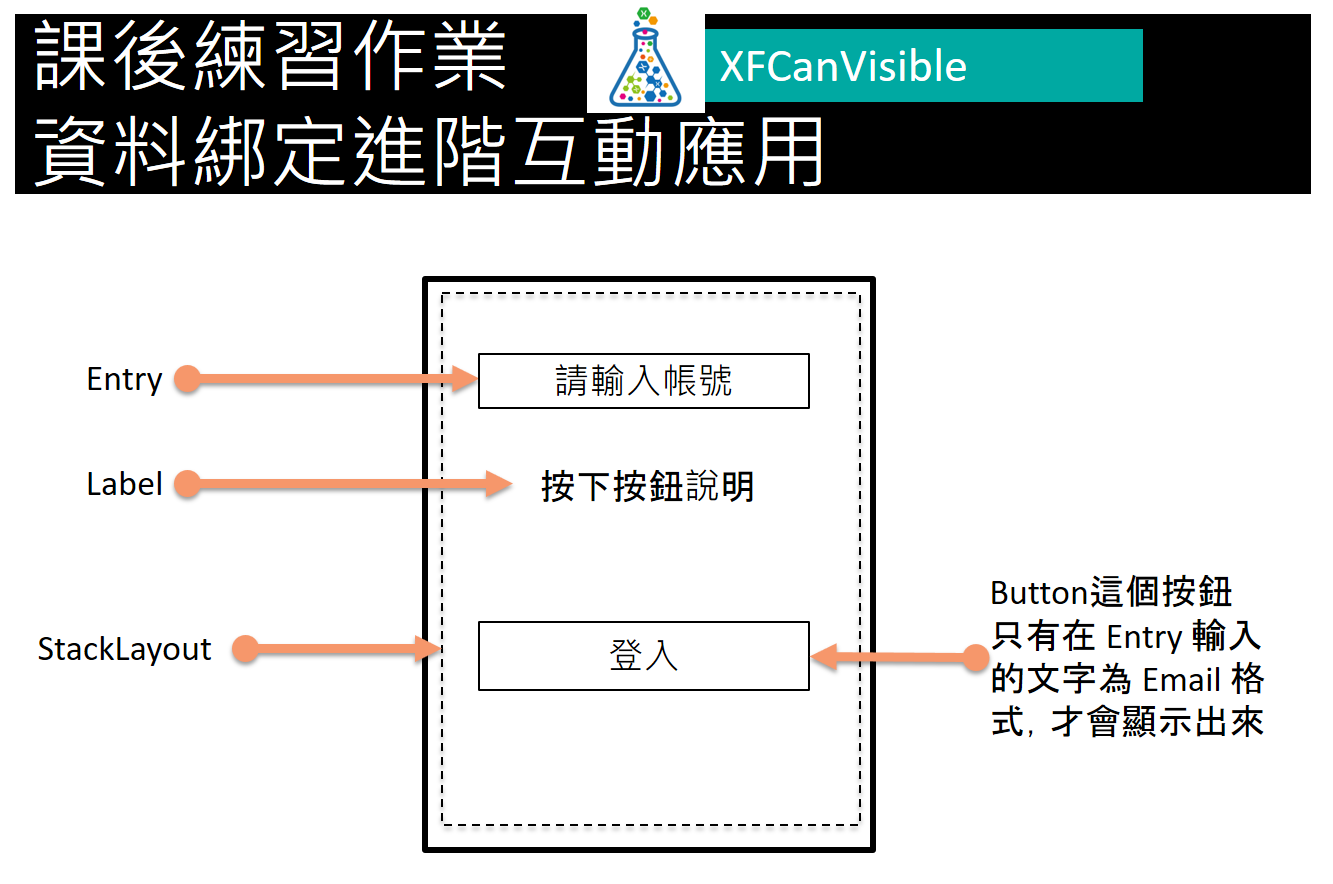 課後練習作業
XFCanVisible
資料綁定進階互動應用
Entry
請輸入帳號
Label
按下按鈕說明
StackLayout
登入
Button這個按鈕
只有在 Entry 輸入
的文字為 Email 格
式，才會顯示出來